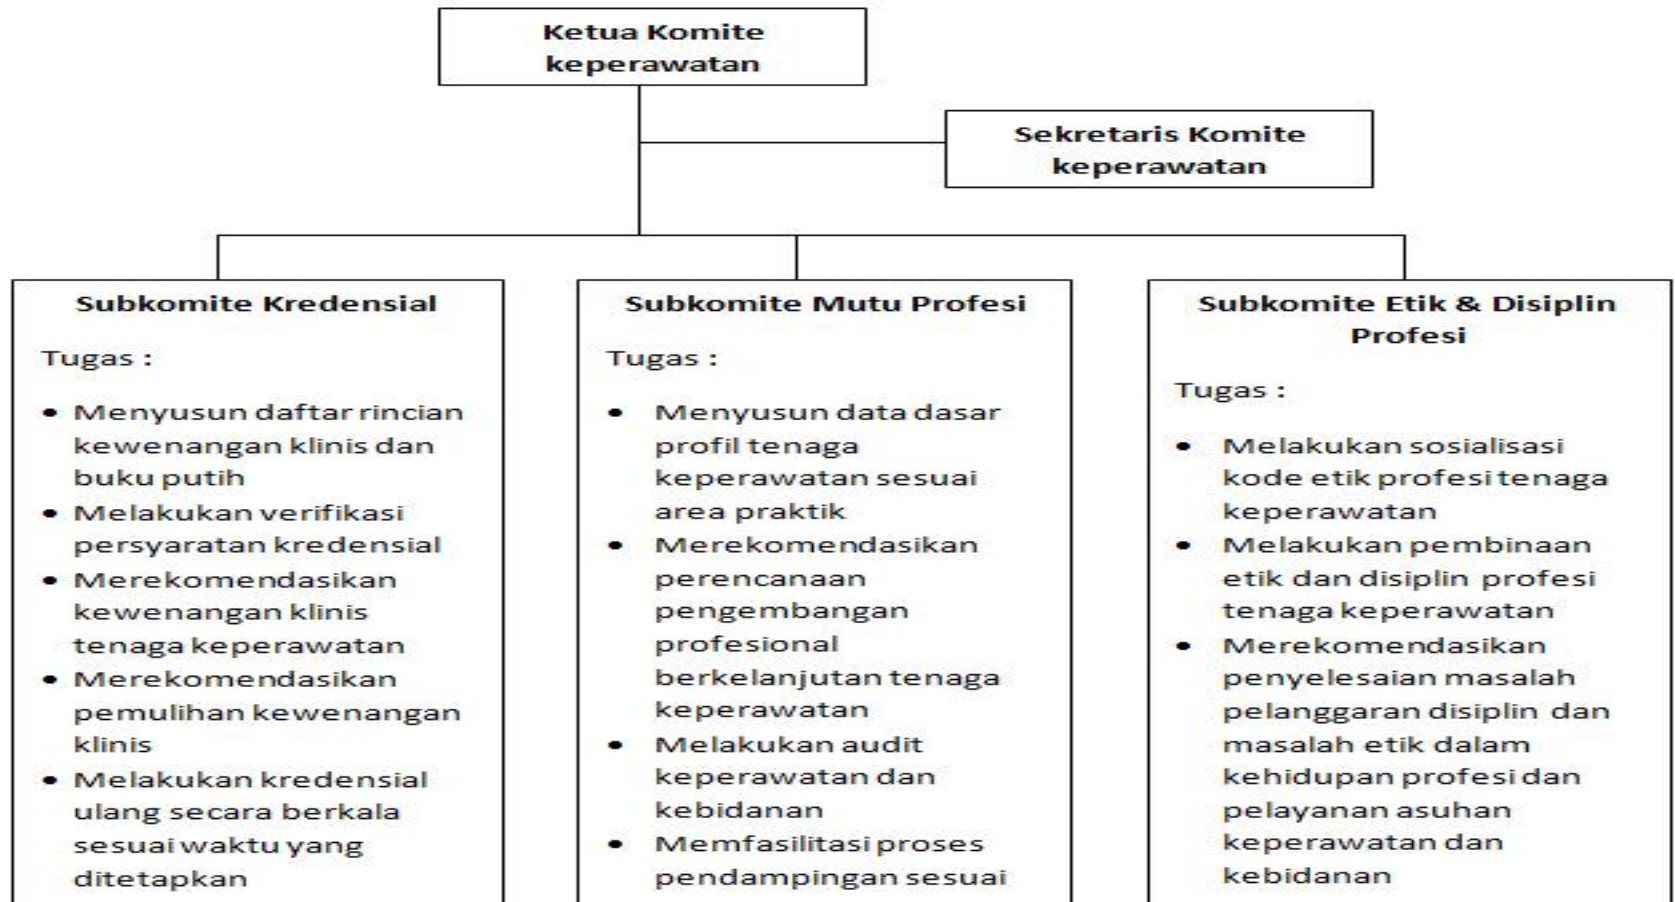 Ketua Komite
keperawatan
Sekretaris Komite
keperawatan
Subkomite Kredensial
Tugas :
• Menyusun daftar rincian
kewenangan klinis dan
buku putih
• Melakukan verifikasi
persyaratan kredensial
• Merekomendasikan
kewenangan klinis
tenaga keperawatan
• Merekomendasikan
pemulihan kewenangan
klinis
• Melakukan kredensial
ulang secara berkala
sesuai waktu yang
ditetapkan
Subkomite Mutu Profesi
Tugas :
• Menyusun data dasar
profil tenaga
keperawatan sesuai
area praktik
• Merekomendasikan
perencanaan
pengembangan
profesional
berkelanjutan tenaga
keperawatan
• Melakukan audit
keperawatan dan
kebidanan
• Memfasilitasi proses
pendampingan sesuai
Subkomite Etik & Disiplin
Profesi
Tugas :
• Melakukan sosialisasi
kode etik profesi tenaga
keperawatan
• Melakukan pembinaan
etik dan disiplin profesi
tenaga keperawatan
• Merekomendasikan
penyelesaian masalah
pelanggaran disiplin dan
masalah etik dalam
kehidupan profesi dan
pelayanan asuhan
keperawatan dan
kebidanan